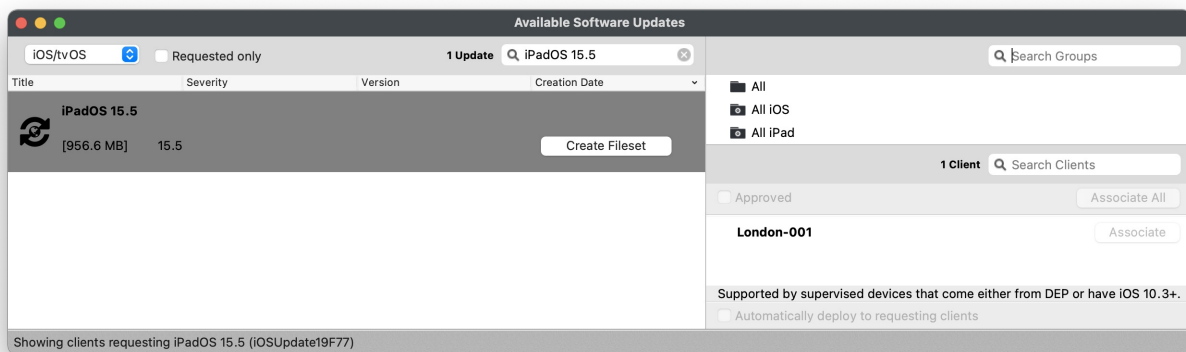 Available Software Updates
iOS/tvOS
Requested only
1 Update
iPadOS 15.5
Title Severity Version Creation Date
iPadOS 15.5
[956.6 MB] 15.5
Create Fileset
Search Groups
All
All iOS
All iPad
1 Client
Search Clients
Approved
Associate All
London-001
Associate
Supported by supervised devices that come either from DEP or have iOS 10.3+.
Automatically deploy to requesting clients
Showing clients requesting iPadOS 15.5 (iOSUpdate19F77)